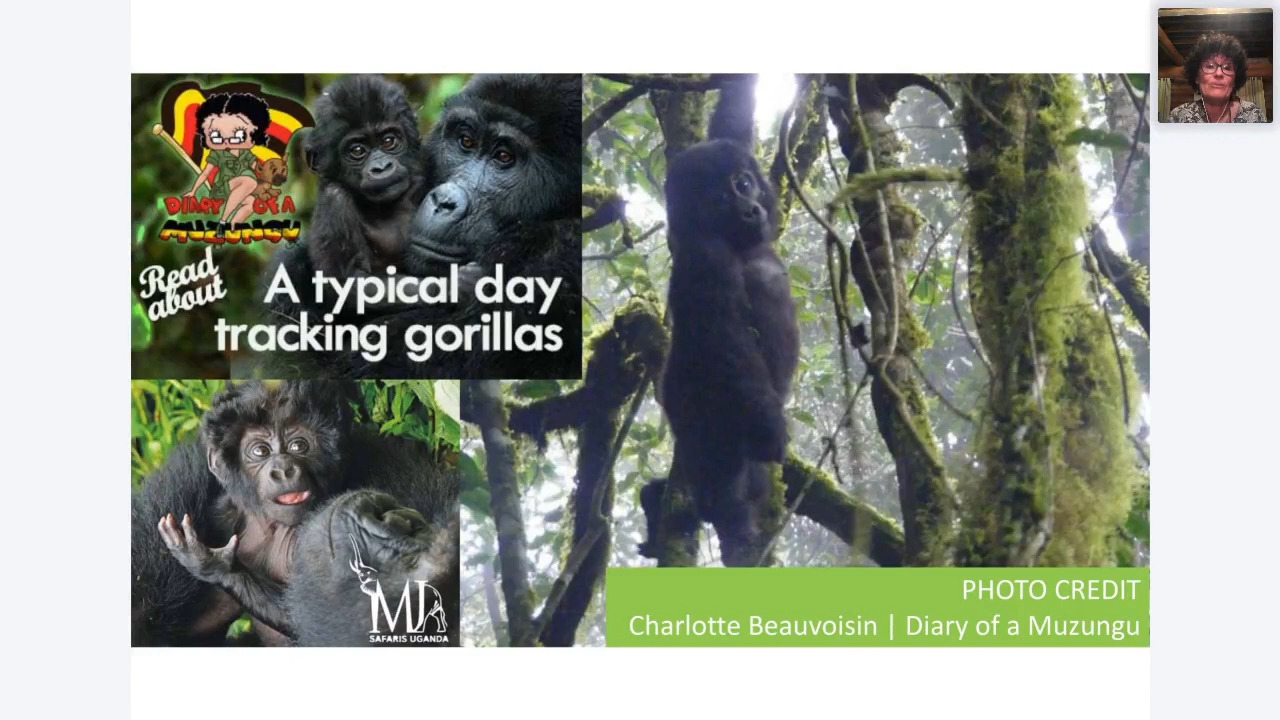 DIARY OF A
MUZUNGU
Read
about
A typical day
tracking gorillas
MJ
SAFARIS UGANDA
PHOTO CREDIT
Charlotte Beauvoisin | Diary of a Muzungu